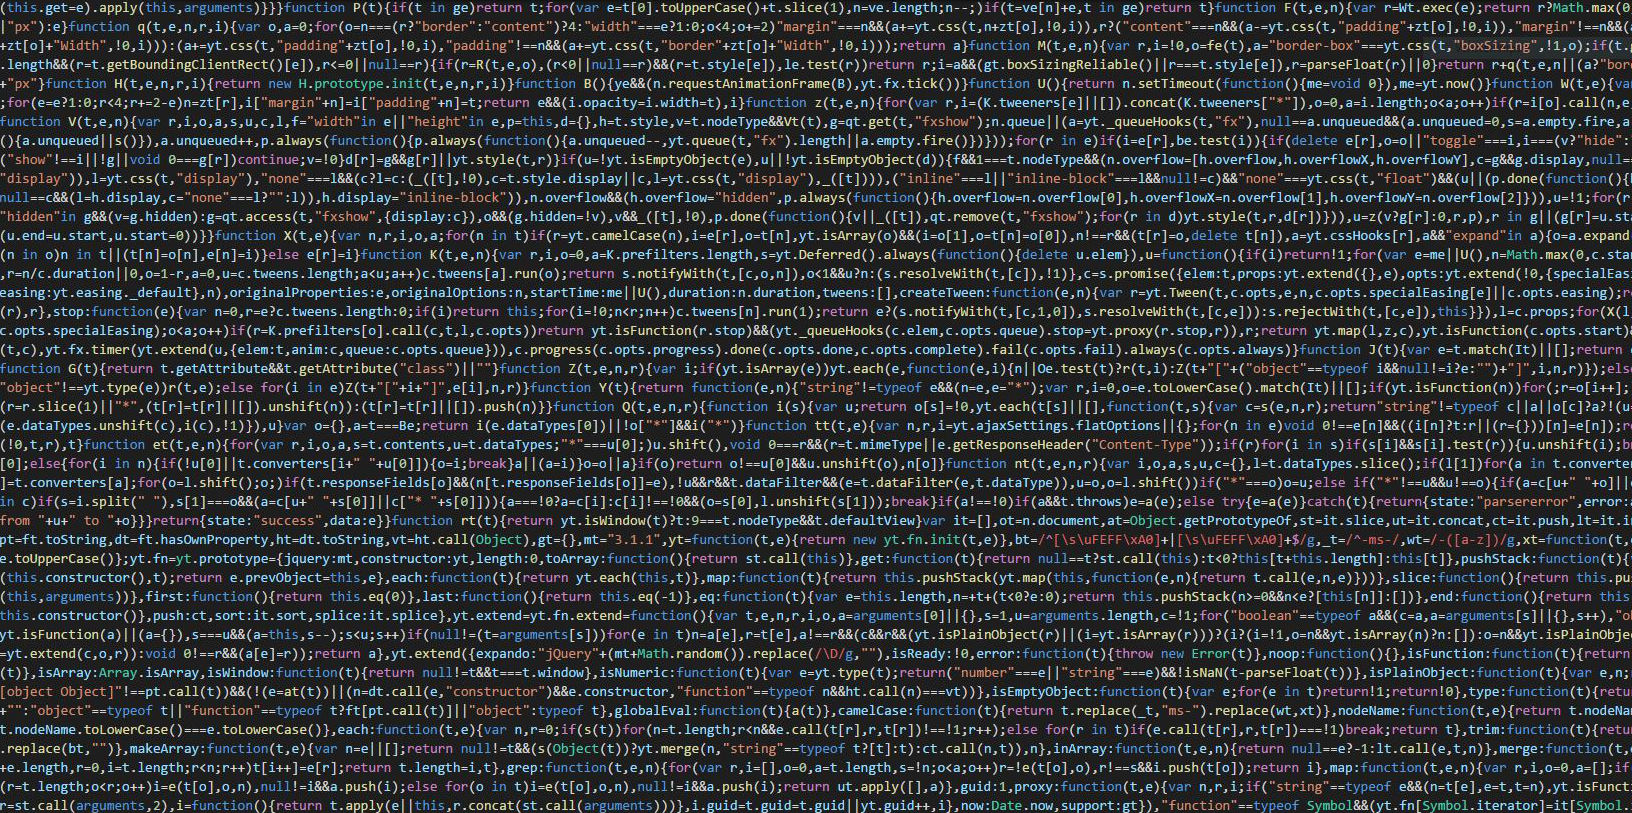 (this.get=e).apply(this,arguments)}}}function P(t){if(t in ge)return t;for(var e=t[0].toUpperCase()+t.slice(1),n=ve.length;n--;)if(t=ve[n]+e,t in ge)return t}function F(t,e,n){var r=Wt.exec(e);return r?Math.max(0
|"px"):e}function q(t,e,n,r,i){var o,a=0;for(o=n===(r?"border":"content")?4:"width"===e?1:0;o<4;o+=2)"margin"===n&&(a+=yt.css(t,n+zt[o],!0,i)),r?("content"===n&&(a-=yt.css(t,"padding"+zt[o],!0,i)),"margin"!==n&&(a
+zt[o]+"Width",!0,i))):(a+=yt.css(t,"padding"+zt[o],!0,i),"padding"!==n&&(a+=yt.css(t,"border"+zt[o]+"Width",!0,i)));return a}function M(t,e,n){var r,i=!0,o=fe(t),a="border-box"===yt.css(t,"boxSizing",!1,o);if(t.
.length&&(r=t.getBoundingClientRect()[e]),r<=0||null==r){if(r=R(t,e,o),(r<0||null==r)&&(r=t.style[e]),le.test(r))return r;i=a&&(gt.boxSizingReliable()||r===t.style[e]),r=parseFloat(r)||0}return r+q(t,e,n||(a?"bor
+"px"}function H(t,e,n,r,i){return new H.prototype.init(t,e,n,r,i)}function B(){ye&&(n.requestAnimationFrame(B),yt.fx.tick())}function U(){return n.setTimeout(function(){me=void 0}),me=yt.now()}function W(t,e){var
;for(e=e?1:0;r<4;r+=2-e)n=zt[r],i["margin"+n]=i["padding"+n]=t;return e&&(i.opacity=i.width=t),i}function z(t,e,n){for(var r,i=(K.tweeners[e]||[]).concat(K.tweeners["*"]),o=0,a=i.length;o<a;o++)if(r=i[o].call(n,e
function V(t,e,n){var r,i,o,a,s,u,c,l,f="width"in e||"height"in e,p=this,d={},h=t.style,v=t.nodeType&&Vt(t),g=qt.get(t,"fxshow");n.queue||(a=yt._queueHooks(t,"fx"),null==a.unqueued&&(a.unqueued=0,s=a.empty.fire,a
(){a.unqueued||s()}),a.unqueued++,p.always(function(){p.always(function(){a.unqueued--,yt.queue(t,"fx").length||a.empty.fire()})}));for(r in e)if(i=e[r],be.test(i)){if(delete e[r],o=o||"toggle"===i,i===(v?"hide":
("show"!==i||!g||void 0===g[r])continue;v=!0}d[r]=g&&g[r]||yt.style(t,r)}if(u=!yt.isEmptyObject(e),u||!yt.isEmptyObject(d)){f&&1===t.nodeType&&(n.overflow=[h.overflow,h.overflowX,h.overflowY],c=g&&g.display,null==
"display")),l=yt.css(t,"display"),"none"===l&&(c?l=c:(_([t],!0),c=t.style.display||c,l=yt.css(t,"display"),_([t]))),("inline"===l||"inline-block"===l&&null!=c)&&"none"===yt.css(t,"float")&&(u||(p.done(function(){h
null==c&&(l=h.display,c="none"===l?"":l)),h.display="inline-block")),n.overflow&&(h.overflow="hidden",p.always(function(){h.overflow=n.overflow[0],h.overflowX=n.overflow[1],h.overflowY=n.overflow[2]})),u=!1;for(r
"hidden"in g&&(v=g.hidden):g=qt.access(t,"fxshow",{display:c}),o&&(g.hidden=!v),v&&_([t],!0),p.done(function(){v||_([t]),qt.remove(t,"fxshow");for(r in d)yt.style(t,r,d[r])})),u=z(v?g[r]:0,r,p),r in g||(g[r]=u.sta
(u.end=u.start,u.start=0))}}function X(t,e){var n,r,i,o,a;for(n in t)if(r=yt.camelCase(n),i=e[r],o=t[n],yt.isArray(o)&&(i=o[1],o=t[n]=o[0]),n!==r&&(t[r]=o,delete t[n]),a=yt.cssHooks[r],a&&"expand"in a){o=a.expand
(n in o)n in t||(t[n]=o[n],e[n]=i)}else e[r]=i}function K(t,e,n){var r,i,o=0,a=K.prefilters.length,s=yt.Deferred().always(function(){delete u.elem}),u=function(){if(i)return!1;for(var e=me||U(),n=Math.max(0,c.star
,r=n/c.duration||0,o=1-r,a=0,u=c.tweens.length;a<u;a++)c.tweens[a].run(o);return s.notifyWith(t,[c,o,n]),o<1&&u?n:(s.resolveWith(t,[c]),!1)},c=s.promise({elem:t,props:yt.extend({},e),opts:yt.extend(!0,{specialEas
easing:yt.easing._default},n),originalProperties:e,originalOptions:n,startTime:me||U(),duration:n.duration,tweens:[],createTween:function(e,n){var r=yt.Tween(t,c.opts,e,n,c.opts.specialEasing[e]||c.opts.easing);re
(r),r},stop:function(e){var n=0,r=e?c.tweens.length:0;if(i)return this;for(i=!0;n<r;n++)c.tweens[n].run(1);return e?(s.notifyWith(t,[c,1,0]),s.resolveWith(t,[c,e])):s.rejectWith(t,[c,e]),this}}),l=c.props;for(X(l
c.opts.specialEasing);o<a;o++)if(r=K.prefilters[o].call(c,t,l,c.opts))return yt.isFunction(r.stop)&&(yt._queueHooks(c.elem,c.opts.queue).stop=yt.proxy(r.stop,r)),r;return yt.map(l,z,c),yt.isFunction(c.opts.start)&
(t,c),yt.fx.timer(yt.extend(u,{elem:t,anim:c,queue:c.opts.queue})),c.progress(c.opts.progress).done(c.opts.done,c.opts.complete).fail(c.opts.fail).always(c.opts.always)}function J(t){var e=t.match(It)||[];return e
function G(t){return t.getAttribute&&t.getAttribute("class")||""}function Z(t,e,n,r){var i;if(yt.isArray(e))yt.each(e,function(e,i){n||Oe.test(t)?r(t,i):Z(t+"["+("object"==typeof i&&null!=i?e:"")+"]",i,n,r)});els
"object"!==yt.type(e))r(t,e);else for(i in e)Z(t+"["+i+"]",e[i],n,r)}function Y(t){return function(e,n){"string"!=typeof e&&(n=e,e="*");var r,i=0,o=e.toLowerCase().match(It)||[];if(yt.isFunction(n))for(;r=o[i++];
(r=r.slice(1)||"*",(t[r]=t[r]||[]).unshift(n)):(t[r]=t[r]||[]).push(n)}}function Q(t,e,n,r){function i(s){var u;return o[s]=!0,yt.each(t[s]||[],function(t,s){var c=s(e,n,r);return"string"!=typeof c||a||o[c]?a?!(u=
(e.dataTypes.unshift(c),i(c),!1)}),u}var o={},a=t===Be;return i(e.dataTypes[0])||!o["*"]&&i("*")}function tt(t,e){var n,r,i=yt.ajaxSettings.flatOptions||{};for(n in e)void 0!==e[n]&&((i[n]?t:r||(r={}))[n]=e[n]);re
(!0,t,r),t}function et(t,e,n){for(var r,i,o,a,s=t.contents,u=t.dataTypes;"*"===u[0];)u.shift(),void 0===r&&(r=t.mimeType||e.getResponseHeader("Content-Type"));if(r)for(i in s)if(s[i]&&s[i].test(r)){u.unshift(i);br
[0];else{for(i in n){if(!u[0]||t.converters[i+" "+u[0]]){o=i;break}a||(a=i)}o=o||a}if(o)return o!==u[0]&&u.unshift(o),n[o]}function nt(t,e,n,r){var i,o,a,s,u,c={},l=t.dataTypes.slice();if(l[1])for(a in t.converter
]=t.converters[a];for(o=l.shift();o;)if(t.responseFields[o]&&(n[t.responseFields[o]]=e),!u&&r&&t.dataFilter&&(e=t.dataFilter(e,t.dataType)),u=o,o=l.shift())if("*"===o)o=u;else if("*"!==u&&u!==o){if(a=c[u+" "+o]||c
in c)if(s=i.split(" "),s[1]===o&&(a=c[u+" "+s[0]]||c["* "+s[0]])){a===!0?a=c[i]:c[i]!==!0&&(o=s[0],l.unshift(s[1]));break}if(a!==!0)if(a&&t.throws)e=a(e);else try{e=a(e)}catch(t){return{state:"parsererror",error:a
from "+u+" to "+o}}}return{state:"success",data:e}}function rt(t){return yt.isWindow(t)?t:9===t.nodeType&&t.defaultView}var it=[],ot=n.document,at=Object.getPrototypeOf,st=it.slice,ut=it.concat,ct=it.push,lt=it.in
pt=ft.toString,dt=ft.hasOwnProperty,ht=dt.toString,vt=ht.call(Object),gt={},mt="3.1.1",yt=function(t,e){return new yt.fn.init(t,e)},bt=/^[\s\uFEFF\xA0]+|[\s\uFEFF\xA0]+$/g,_t=/^-ms-/,wt=/-([a-z])/g,xt=function(t,e
e.toUpperCase()};yt.fn=yt.prototype={jquery:mt,constructor:yt,length:0,toArray:function(){return st.call(this)},get:function(t){return null==t?st.call(this):t<0?this[t+this.length]:this[t]},pushStack:function(t){v
(this.constructor(),t);return e.prevObject=this,e},each:function(t){return yt.each(this,t)},map:function(t){return this.pushStack(yt.map(this,function(e,n){return t.call(e,n,e)}))},slice:function(){return this.pus
(this,arguments))},first:function(){return this.eq(0)},last:function(){return this.eq(-1)},eq:function(t){var e=this.length,n=+t+(t<0?e:0);return this.pushStack(n>=0&&n<e?[this[n]]:[])},end:function(){return this.
this.constructor()},push:ct,sort:it.sort,splice:it.splice},yt.extend=yt.fn.extend=function(){var t,e,n,r,i,o,a=arguments[0]||{},s=1,u=arguments.length,c=!1;for("boolean"==typeof a&&(c=a,a=arguments[s]||{},s++),"ob
yt.isFunction(a)||(a={}),s===u&&(a=this,s--);s<u;s++)if(null!=(t=arguments[s]))for(e in t)n=a[e],r=t[e],a!==r&&(c&&r&&(yt.isPlainObject(r)||(i=yt.isArray(r)))?(i?(i=!1,o=n&&yt.isArray(n)?n:[]):o=n&&yt.isPlainObjec
=yt.extend(c,o,r)):void 0!==r&&(a[e]=r));return a},yt.extend({expando:"jQuery"+(mt+Math.random()).replace(/\D/g,""),isReady:!0,error:function(t){throw new Error(t)},noop:function(){},isFunction:function(t){return
(t)},isArray:Array.isArray,isWindow:function(t){return null!=t&&t===t.window},isNumeric:function(t){var e=yt.type(t);return("number"===e||"string"===e)&&!isNaN(t-parseFloat(t))},isPlainObject:function(t){var e,n;r
[object Object]"!==pt.call(t))&&(!(e=at(t))||(n=dt.call(e,"constructor")&&e.constructor,"function"==typeof n&&ht.call(n)===vt))},isEmptyObject:function(t){var e;for(e in t)return!1;return!0},type:function(t){retur
+"":"object"==typeof t||"function"==typeof t?ft[pt.call(t)]||"object":typeof t},globalEval:function(t){a(t)},camelCase:function(t){return t.replace(_t,"ms-").replace(wt,xt)},nodeName:function(t,e){return t.nodeNam
t.nodeName.toLowerCase()===e.toLowerCase()},each:function(t,e){var n,r=0;if(s(t))for(n=t.length;r<n&&e.call(t[r],r,t[r])!==!1;r++);else for(r in t)if(e.call(t[r],r,t[r])===!1)break;return t},trim:function(t){retur
.replace(bt,"")},makeArray:function(t,e){var n=e||[];return null!=t&&(s(Object(t))?yt.merge(n,"string"==typeof t?[t]:t):ct.call(n,t)),n},inArray:function(t,e,n){return null==e?-1:lt.call(e,t,n)},merge:function(t,e
+e.length,r=0,i=t.length;r<n;r++)t[i++]=e[r];return t.length=i,t},grep:function(t,e,n){for(var r,i=[],o=0,a=t.length,s=!n;o<a;o++)r=!e(t[o],o),r!==s&&i.push(t[o]);return i},map:function(t,e,n){var r,i,o=0,a=[];if
(r=t.length;o<r;o++)i=e(t[o],o,n),null!=i&&a.push(i);else for(o in t)i=e(t[o],o,n),null!=i&&a.push(i);return ut.apply([],a)},guid:1,proxy:function(t,e){var n,r,i;if("string"==typeof e&&(n=t[e],e=t,t=n),yt.isFuncti
r=st.call(arguments,2),i=function(){return t.apply(e||this,r.concat(st.call(arguments)))},i.guid=t.guid=t.guid||yt.guid++,i},now:Date.now,support:gt}),"function"==typeof Symbol&&(yt.fn[Symbol.iterator]=it[Symbol.i